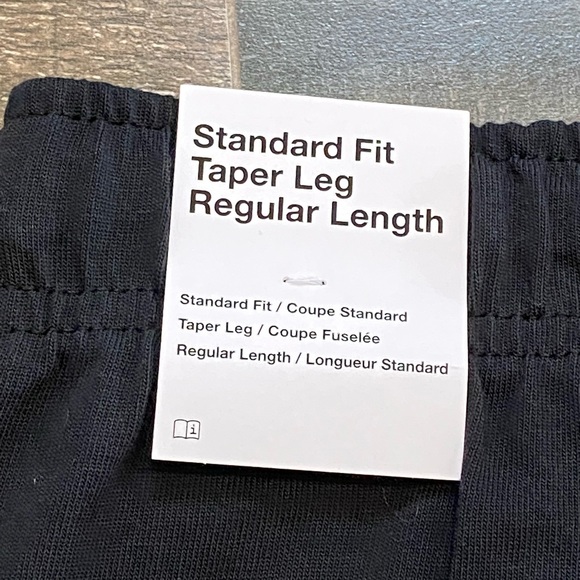 Standard Fit
Taper Leg
Regular Length
Standard Fit / Coupe Standard
Taper Leg / Coupe Fuselée
Regular Length / Longueur Standard
i